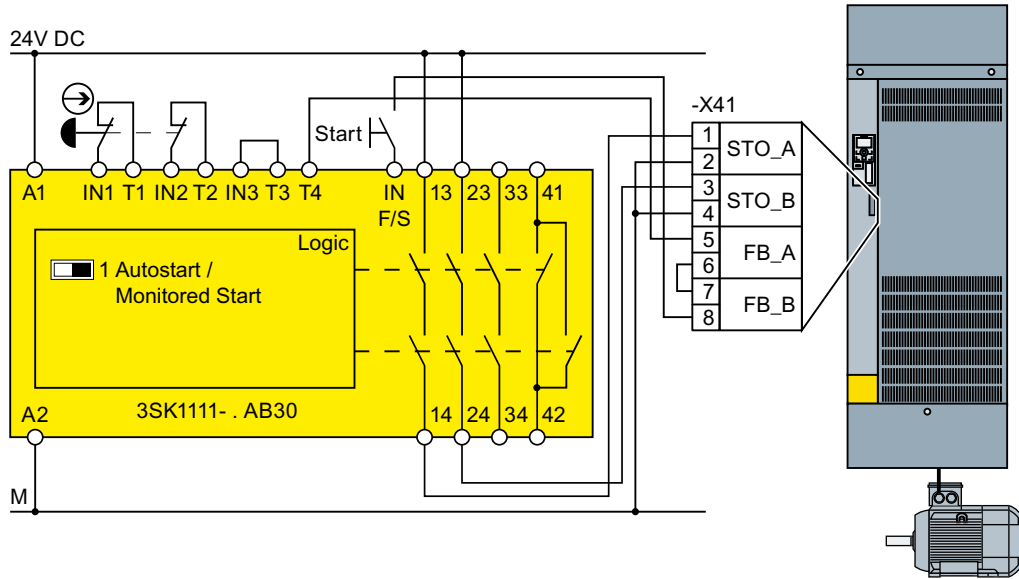 24V DC
-X41
Start
1
STO_A
2
3
STO_B
4
5
FB_A
6
7
FB_B
8
A1 IN1 T1 IN2 T2 IN3 T3 T4 IN F/S 13 23 33 41
Logic
1 Autostart /
Monitored Start
A2 3SK1111- . AB30 14 24 34 42
M